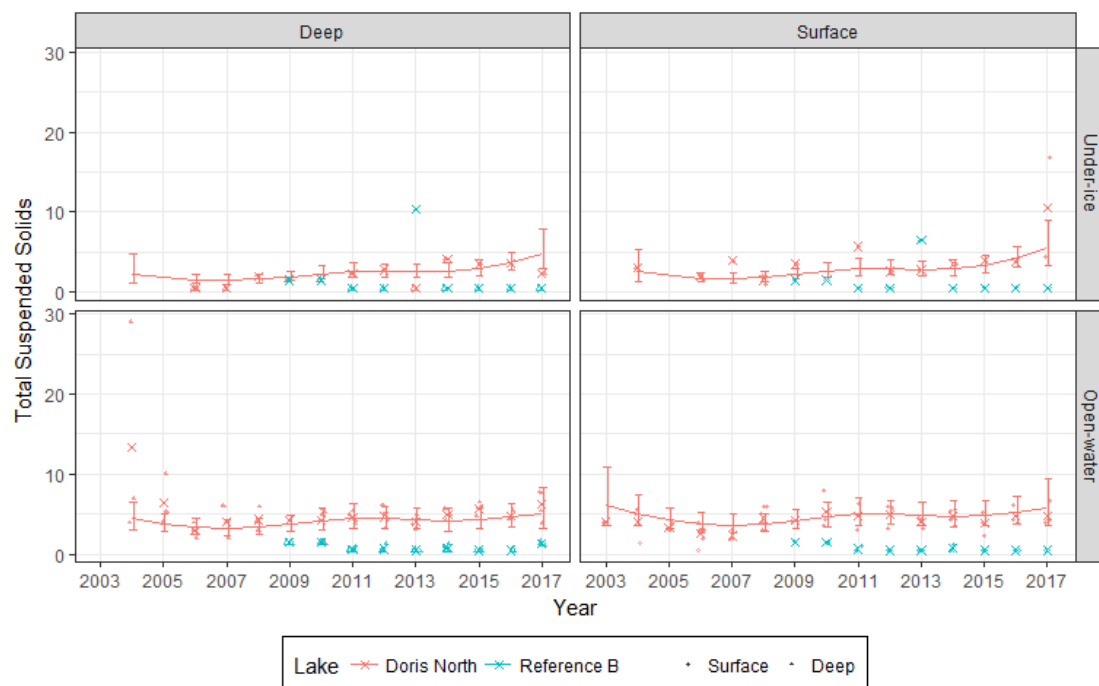 Deep Surface
Total Suspended Solids
30
20
10
0
Under-ice
30
20
10
0
Open-water
2003 2005 2007 2009 2011 2013 2015 2017 2003 2005 2007 2009 2011 2013 2015 2017
Year
Lake Doris North Reference B Surface Deep